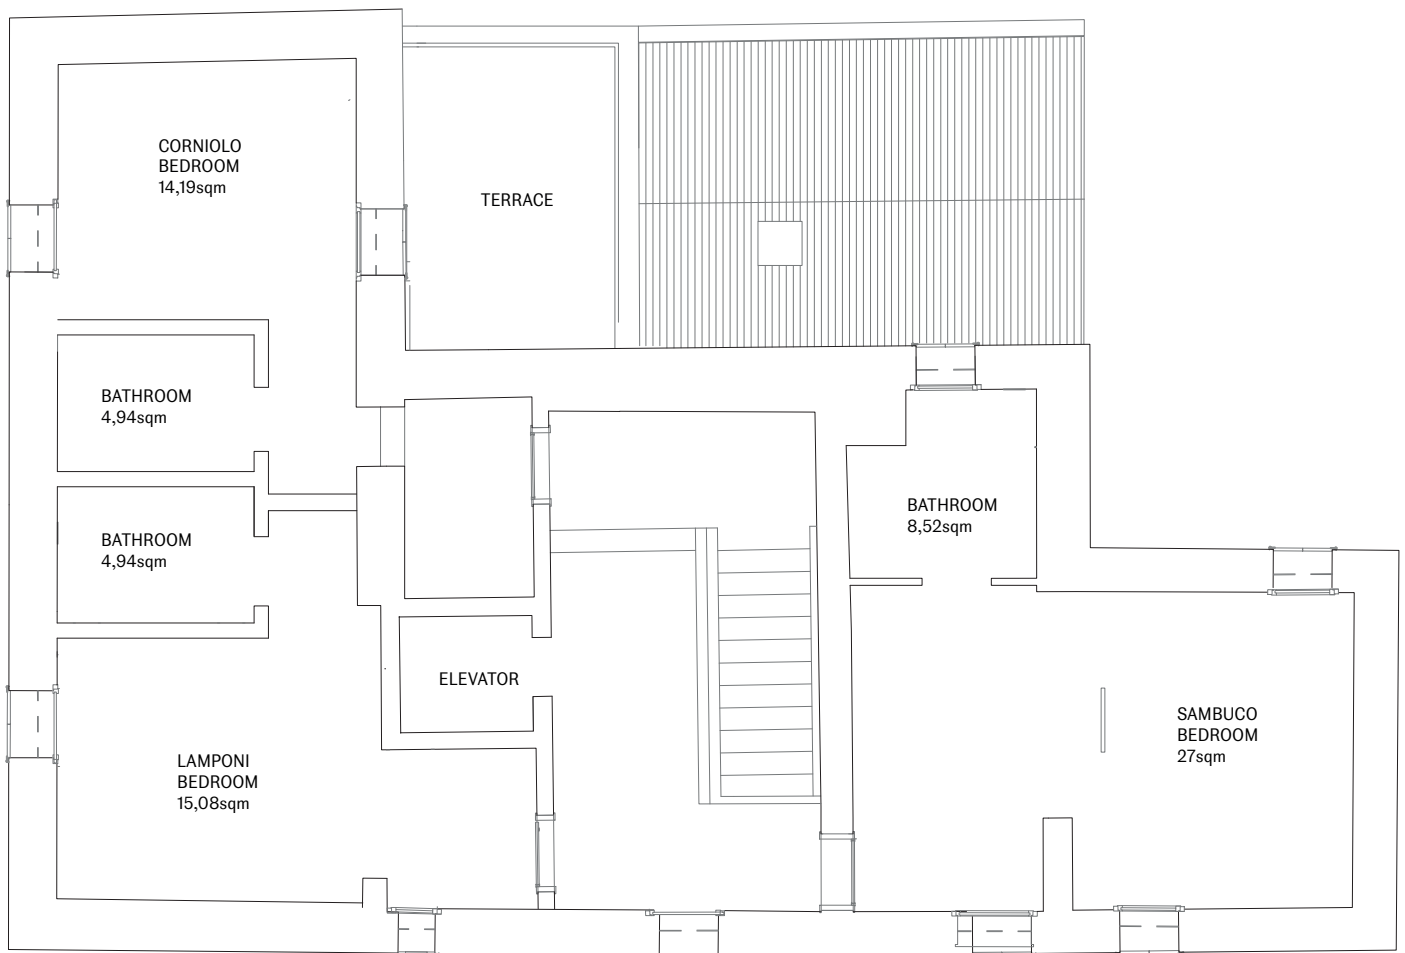 CORNIOLO
BEDROOM
14,19sqm
TERRACE
BATHROOM
4,94sqm
BATHROOM
8,52sqm
BATHROOM
4,94sqm
ELEVATOR
SAMBUCO
BEDROOM
27sqm
LAMPONI
BEDROOM
15,08sqm